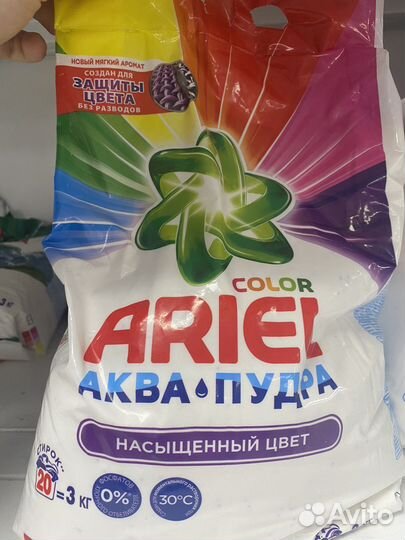 НОВЫЙ МЯГКИЙ АРОМАТ
СОЗДАН ДЛЯ
ЗАЩИТЫ
ЦВЕТА
БЕЗ РАЗВОДОВ
COLOR
ARIEL
АКВА ПУДРА
НАСЫЩЕННЫЙ ЦВЕТ
СТИРОК
20 = 3 КГ
ФОСФАТОВ
0%
30°C
Avito